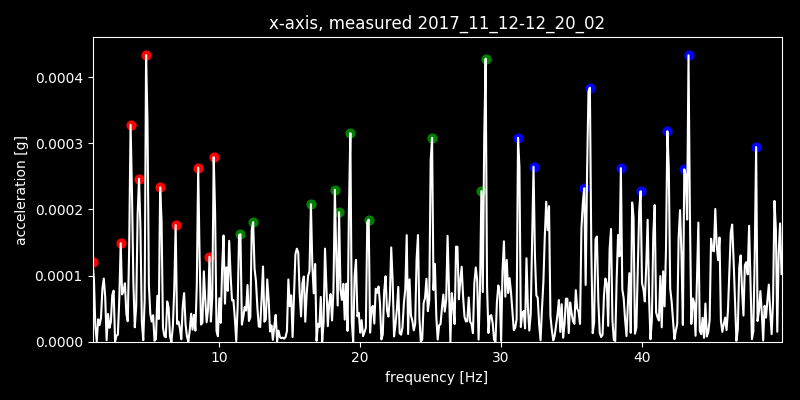 x-axis, measured 2017_11_12-12_20_02
acceleration [g]
0.0004
0.0003
0.0002
0.0001
0.0000
10 20 30 40
frequency [Hz]